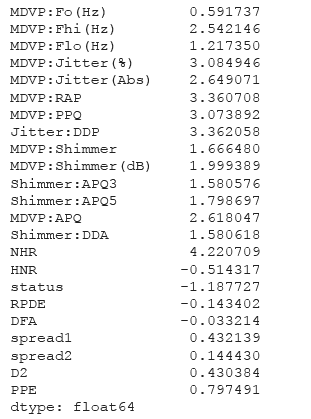 MDVP:Fo(Hz) 0.591737
MDVP:Fhi(Hz) 2.542146
MDVP:Flo(Hz) 1.217350
MDVP:Jitter(%) 3.084946
MDVP:Jitter(Abs) 2.649071
MDVP:RAP 3.360708
MDVP:PPQ 3.073892
Jitter:DDP 3.362058
MDVP:Shimmer 1.666480
MDVP:Shimmer(dB) 1.999389
Shimmer:APQ3 1.580576
Shimmer:APQ5 1.798697
MDVP:APQ 2.618047
Shimmer:DDA 1.580618
NHR 4.220709
HNR -0.514317
status -1.187727
RPDE -0.143402
DFA -0.033214
spread1 0.432139
spread2 0.144430
D2 0.430384
PPE 0.797491
dtype: float64